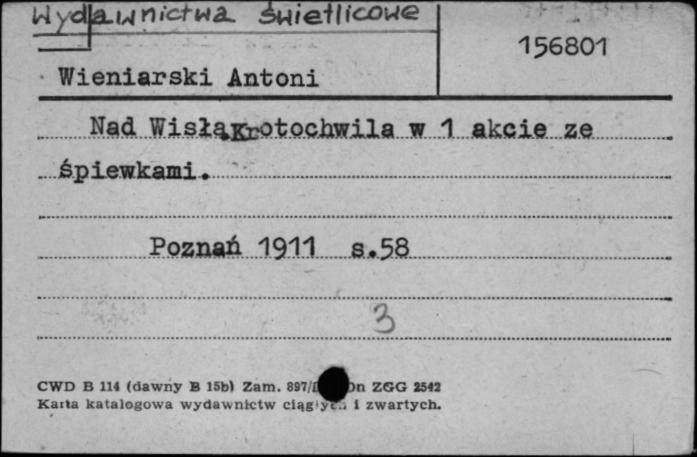 Wydawnictwa świetlicowe
156801
Wieniarski Antoni
Nad Wisłą.Krotochwila w 1 akcie ze
śpiewkami.
Poznań 1911 s.58
3
CWD B 114 (dawny B 15b) Zam. 897/ ZGG 2542
Karta katalogowa wydawnictw ciągłych i zwartych.